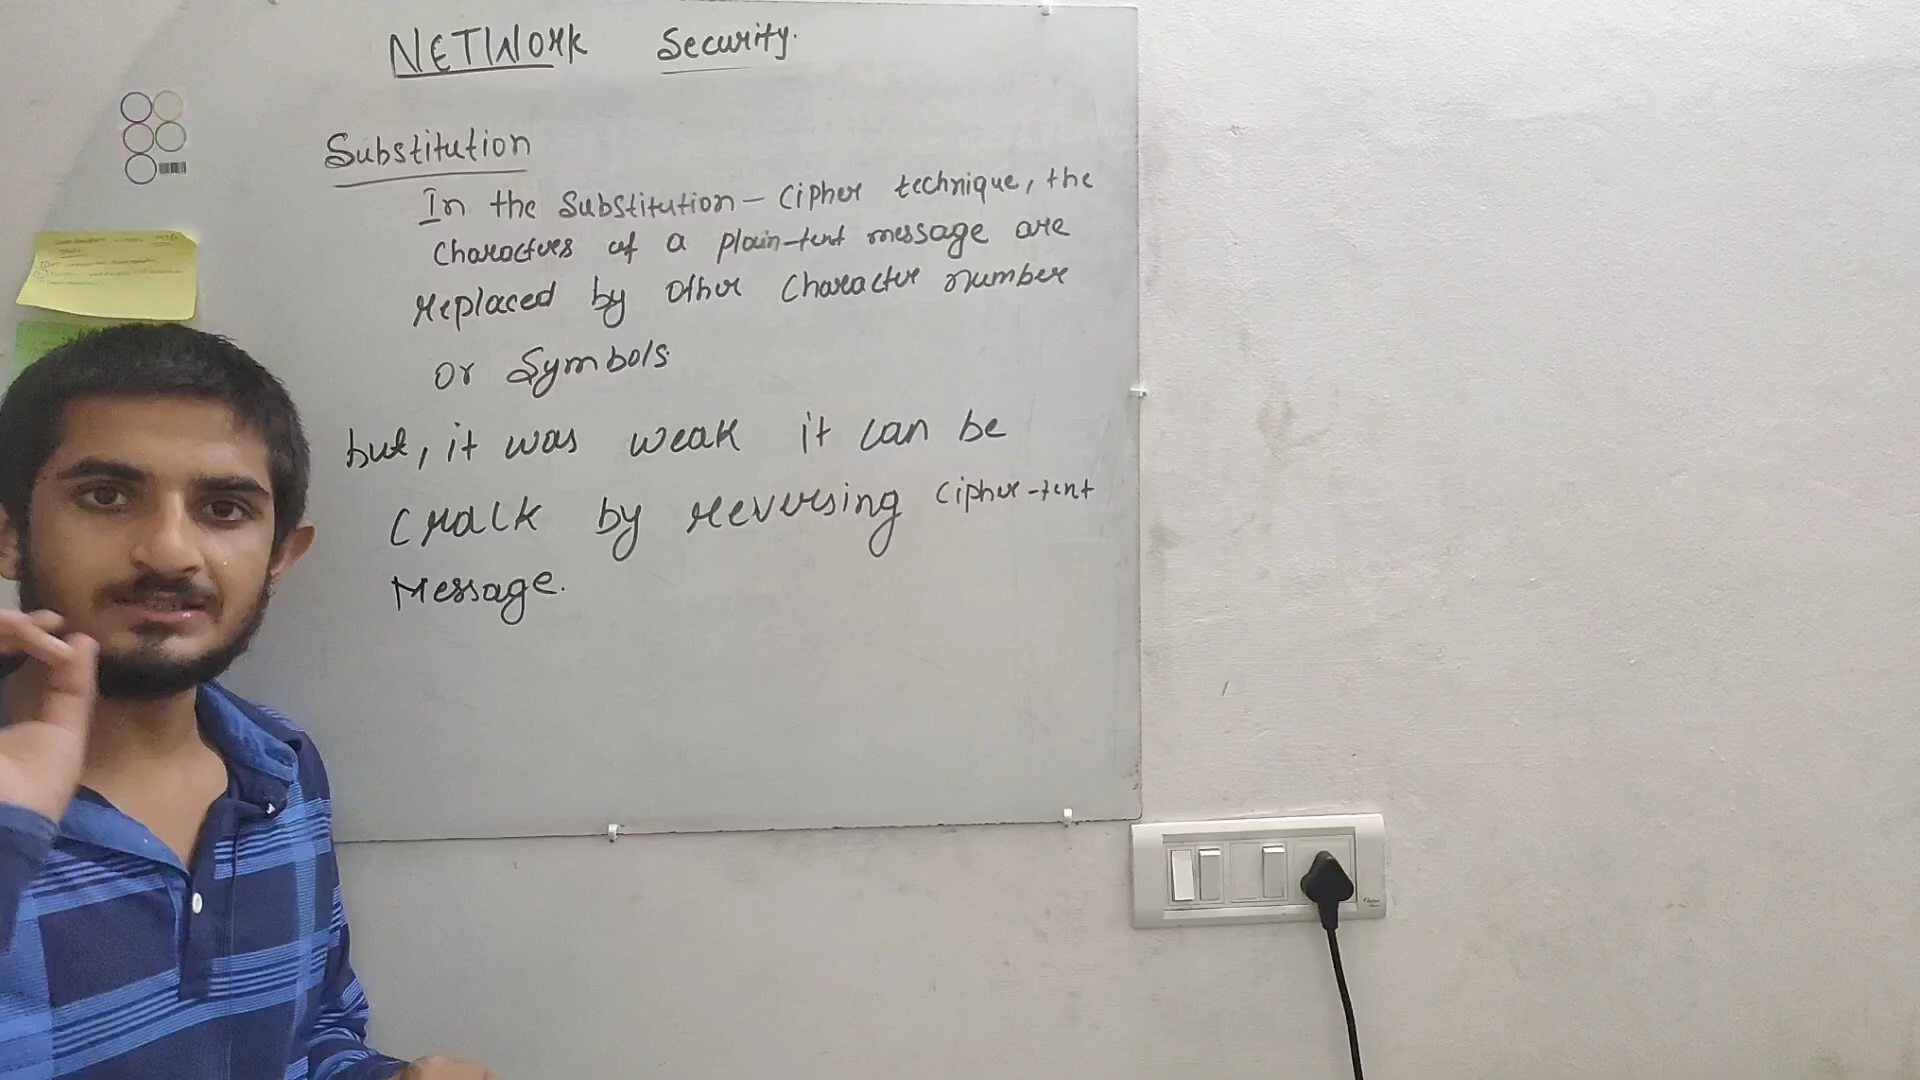 NETWORK Security.
Substitution
In the Substitution - Cipher technique, the
Characters of a plain-text message are
replaced by other Character number
or Symbols.
but, it was weak it can be
Crack by reversing Cipher-text
Message.